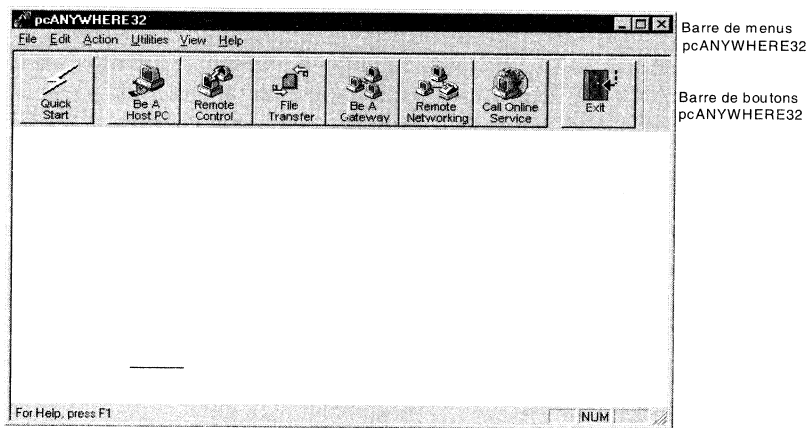 pcANYWHERE32
File Edit Action Utilities View Help
Quick Start
Be A Host PC
Remote Control
File Transfer
Be A Gateway
Remote Networking
Call Online Service
Exit
Barre de menus
pcANYWHERE32
Barre de boutons
pcANYWHERE32
For Help, press F1
NUM